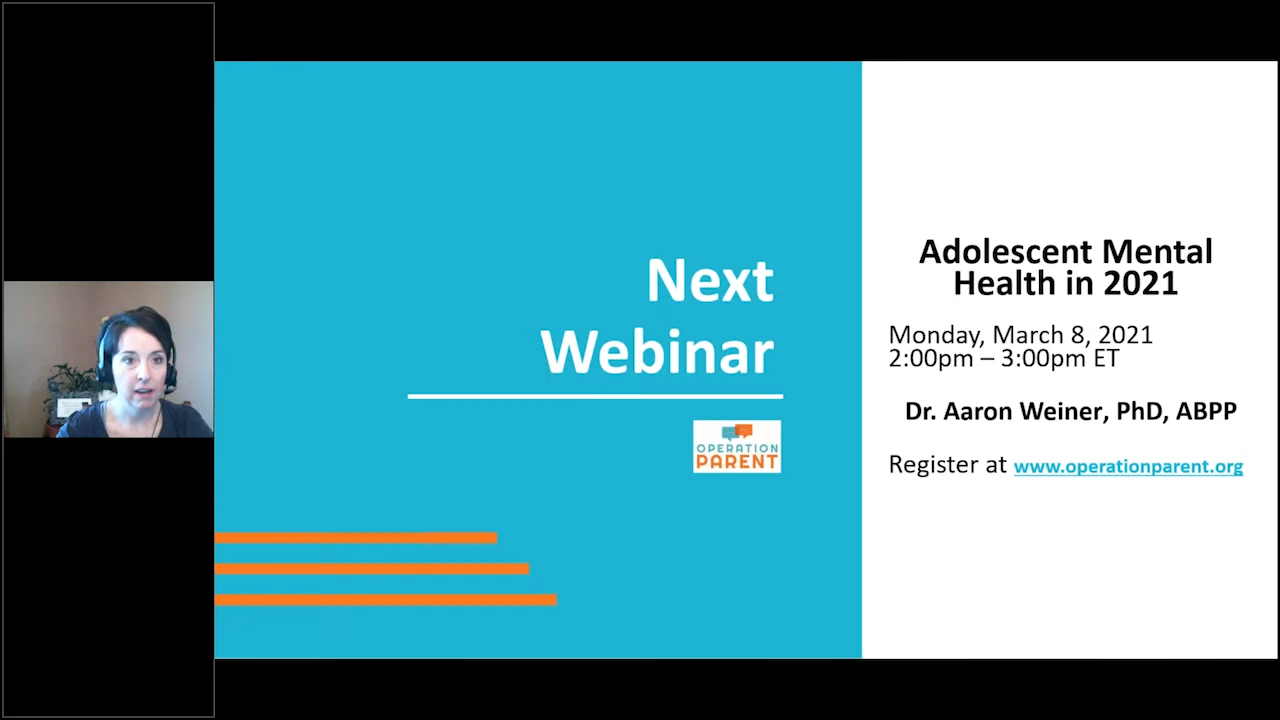 Next
Webinar
OPERATION
PARENT
Adolescent Mental
Health in 2021
Monday, March 8, 2021
2:00pm – 3:00pm ET
Dr. Aaron Weiner, PhD, ABPP
Register at www.operationparent.org